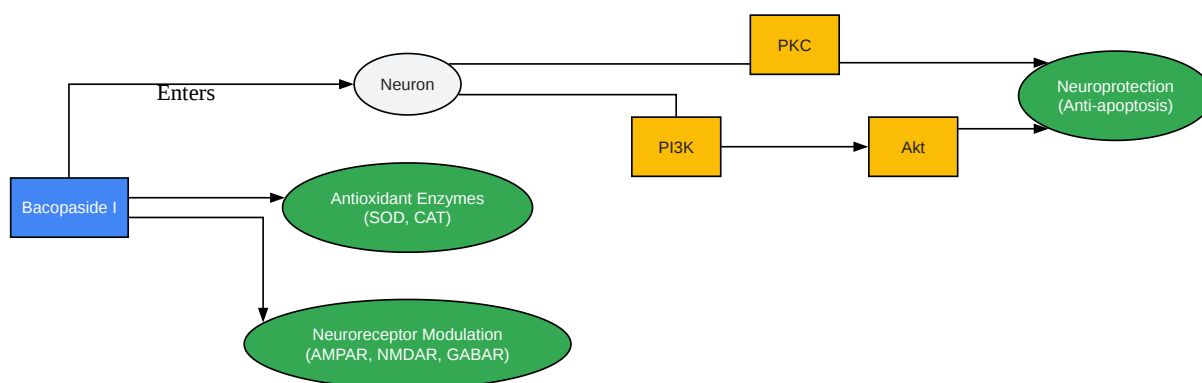 PKC
Neuron
Enters
Neuroprotection
(Anti-apoptosis)
PI3K
Akt
Bacopaside I
Antioxidant Enzymes
(SOD, CAT)
Neuroreceptor Modulation
(AMPAR, NMDAR, GABAR)